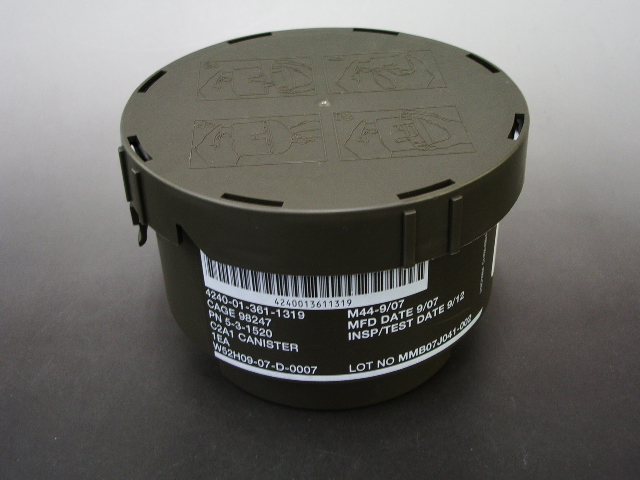 4240013611319
4240-01-361-1319
CAGE 98247
PN 5-3-1520
C2A1 CANISTER
1EA
W52H09-07-D-0007
M44-9/07
MFD DATE 9/07
INSP/TEST DATE 9/12
LOT NO MMB07J041-002